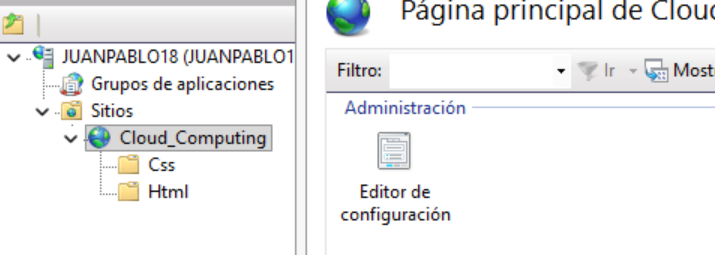 Página principal de Cloud
JUANPABLO18 (JUANPABLO1
Grupos de aplicaciones
Sitios
Cloud_Computing
Css
Html
Filtro:
Ir
Most
Administración
Editor de
configuración